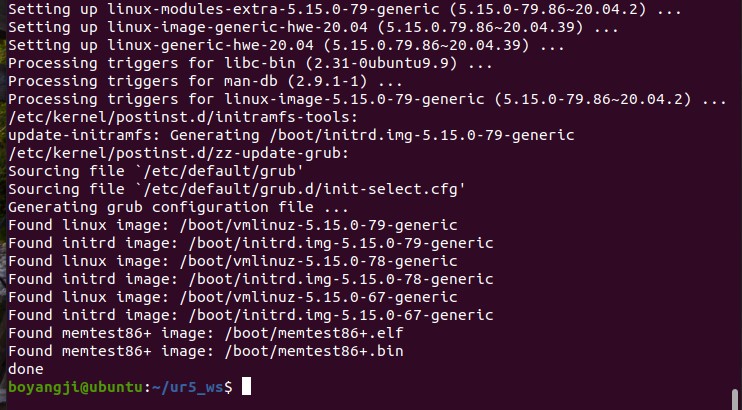 Setting up linux-modules-extra-5.15.0-79-generic (5.15.0-79.86~20.04.2) ...
Setting up linux-image-generic-hwe-20.04 (5.15.0.79.86~20.04.39) ...
Setting up linux-generic-hwe-20.04 (5.15.0.79.86~20.04.39) ...
Processing triggers for libc-bin (2.31-0ubuntu9.9) ...
Processing triggers for man-db (2.9.1-1) ...
Processing triggers for linux-image-5.15.0-79-generic (5.15.0-79.86~20.04.2) ...
/etc/kernel/postinst.d/initramfs-tools:
update-initramfs: Generating /boot/initrd.img-5.15.0-79-generic
/etc/kernel/postinst.d/zz-update-grub:
Sourcing file `/etc/default/grub'
Sourcing file `/etc/default/grub.d/init-select.cfg'
Generating grub configuration file ...
Found linux image: /boot/vmlinuz-5.15.0-79-generic
Found initrd image: /boot/initrd.img-5.15.0-79-generic
Found linux image: /boot/vmlinuz-5.15.0-78-generic
Found initrd image: /boot/initrd.img-5.15.0-78-generic
Found linux image: /boot/vmlinuz-5.15.0-67-generic
Found initrd image: /boot/initrd.img-5.15.0-67-generic
Found memtest86+ image: /boot/memtest86+.elf
Found memtest86+ image: /boot/memtest86+.bin
done
boyangji@ubuntu:~/ur5_ws$